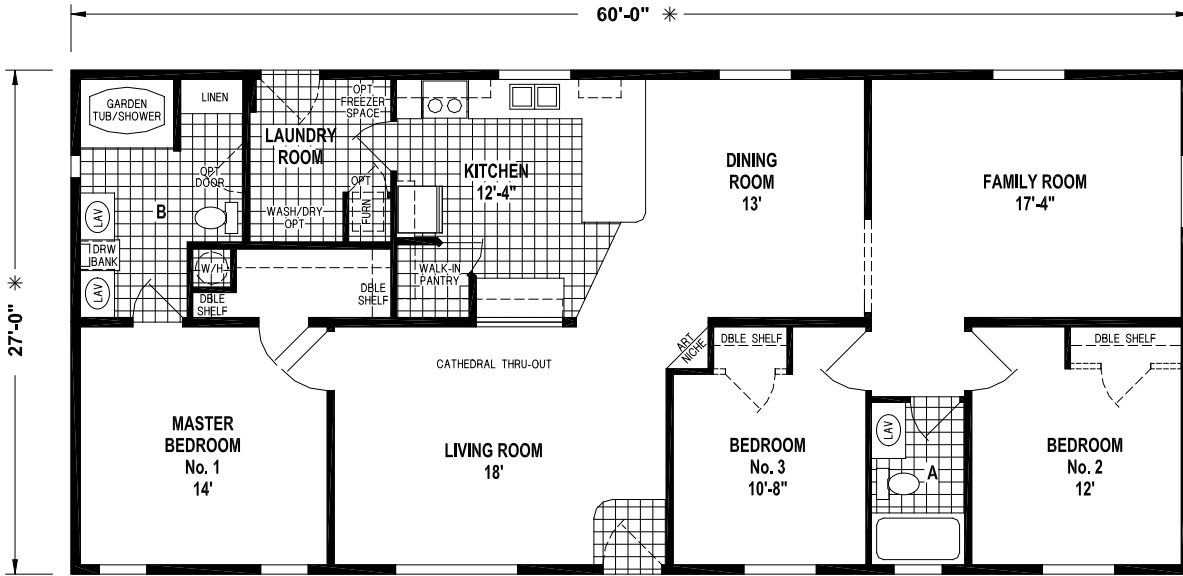 60'-0" ✳
27'-0" ✳
GARDEN
TUB/SHOWER
LINEN
OPT
FREEZER
SPACE
LAUNDRY
ROOM
OPT
DOOR
B
LAV
DRW
BANK
LAV
WASH/DRY
OPT
OPT
FURN
W/H
DBLE
SHELF
DBLE
SHELF
KITCHEN
12'-4"
WALK-IN
PANTRY
DINING
ROOM
13'
FAMILY ROOM
17'-4"
CATHEDRAL THRU-OUT
ART
NICHE
DBLE SHELF
DBLE SHELF
MASTER
BEDROOM
No. 1
14'
LIVING ROOM
18'
BEDROOM
No. 3
10'-8"
LAV
A
BEDROOM
No. 2
12'